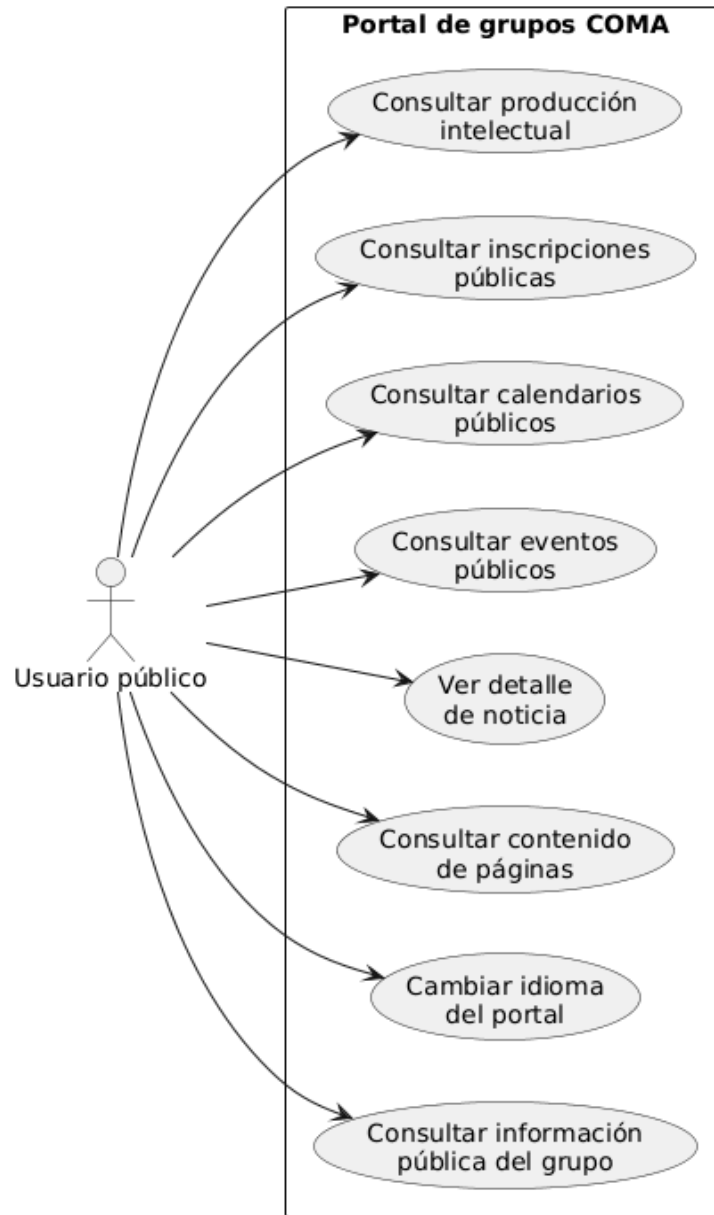 Portal de grupos COMA
Consultar producción
intelectual
Consultar inscripciones
públicas
Consultar calendarios
públicos
Consultar eventos
públicos
Usuario público
Ver detalle
de noticia
Consultar contenido
de páginas
Cambiar idioma
del portal
Consultar información
pública del grupo